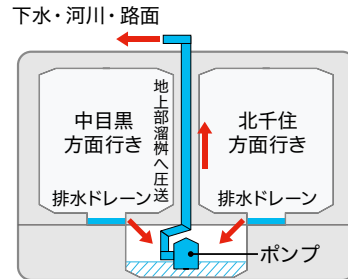 下水・河川・路面
中目黒
方面行き
地上部溜桝へ圧送
北千住
方面行き
排水ドレーン
排水ドレーン
ポンプ